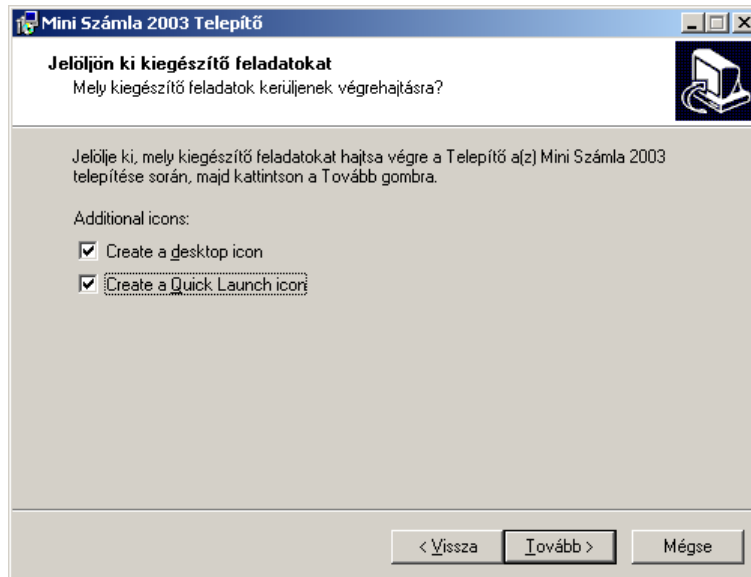 Mini Számla 2003 Telepítő
Jelöljön ki kiegészítő feladatokat
Mely kiegészítő feladatok kerüljenek végrehajtásra?
Jelölje ki, mely kiegészítő feladatokat hajtsa végre a Telepítő a(z) Mini Számla 2003
telepítése során, majd kattintson a Tovább gombra.
Additional icons:
Create a desktop icon
Create a Quick Launch icon
< Vissza Tovább > Mégse